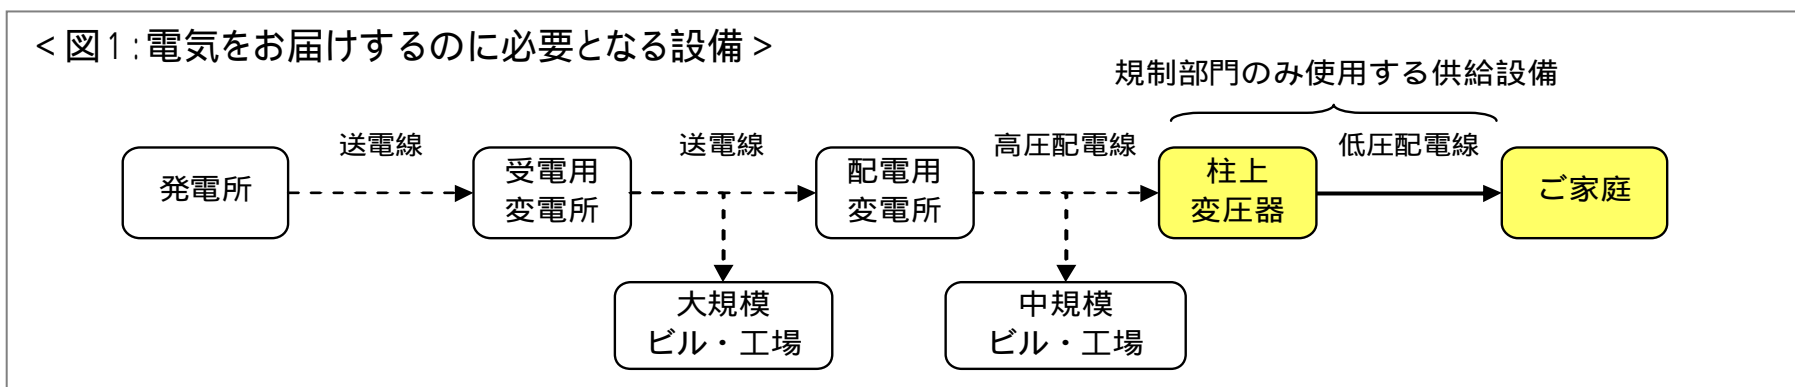 <図1:電気をお届けするのに必要となる設備>
規制部門のみ使用する供給設備
送電線
送電線
高圧配電線
低圧配電線
発電所
受電用
変電所
配電用
変電所
柱上
変圧器
ご家庭
大規模
ビル・工場
中規模
ビル・工場